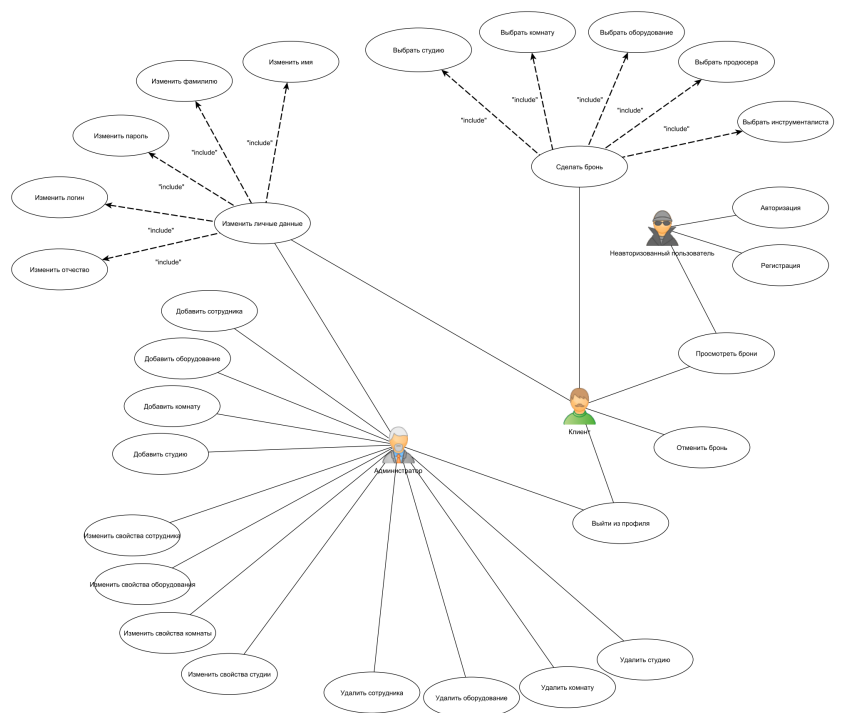 Выбрать студию
Выбрать комнату
Выбрать оборудование
Выбрать продюсера
Выбрать инструменталиста
"include"
"include"
"include"
"include"
"include"
Сделать бронь
Изменить имя
Изменить фамилилю
Изменить пароль
Изменить логин
Изменить отчество
"include"
"include"
"include"
"include"
"include"
Изменить личные данные
Авторизация
Неавторизованный пользователь
Регистрация
Просмотреть брони
Клиент
Отменить бронь
Выйти из профиля
Добавить сотрудника
Добавить оборудование
Добавить комнату
Добавить студию
Администратор
Изменить свойства сотрудника
Изменить свойства оборудования
Изменить свойства комнаты
Изменить свойства студии
Удалить сотрудника
Удалить оборудование
Удалить комнату
Удалить студию